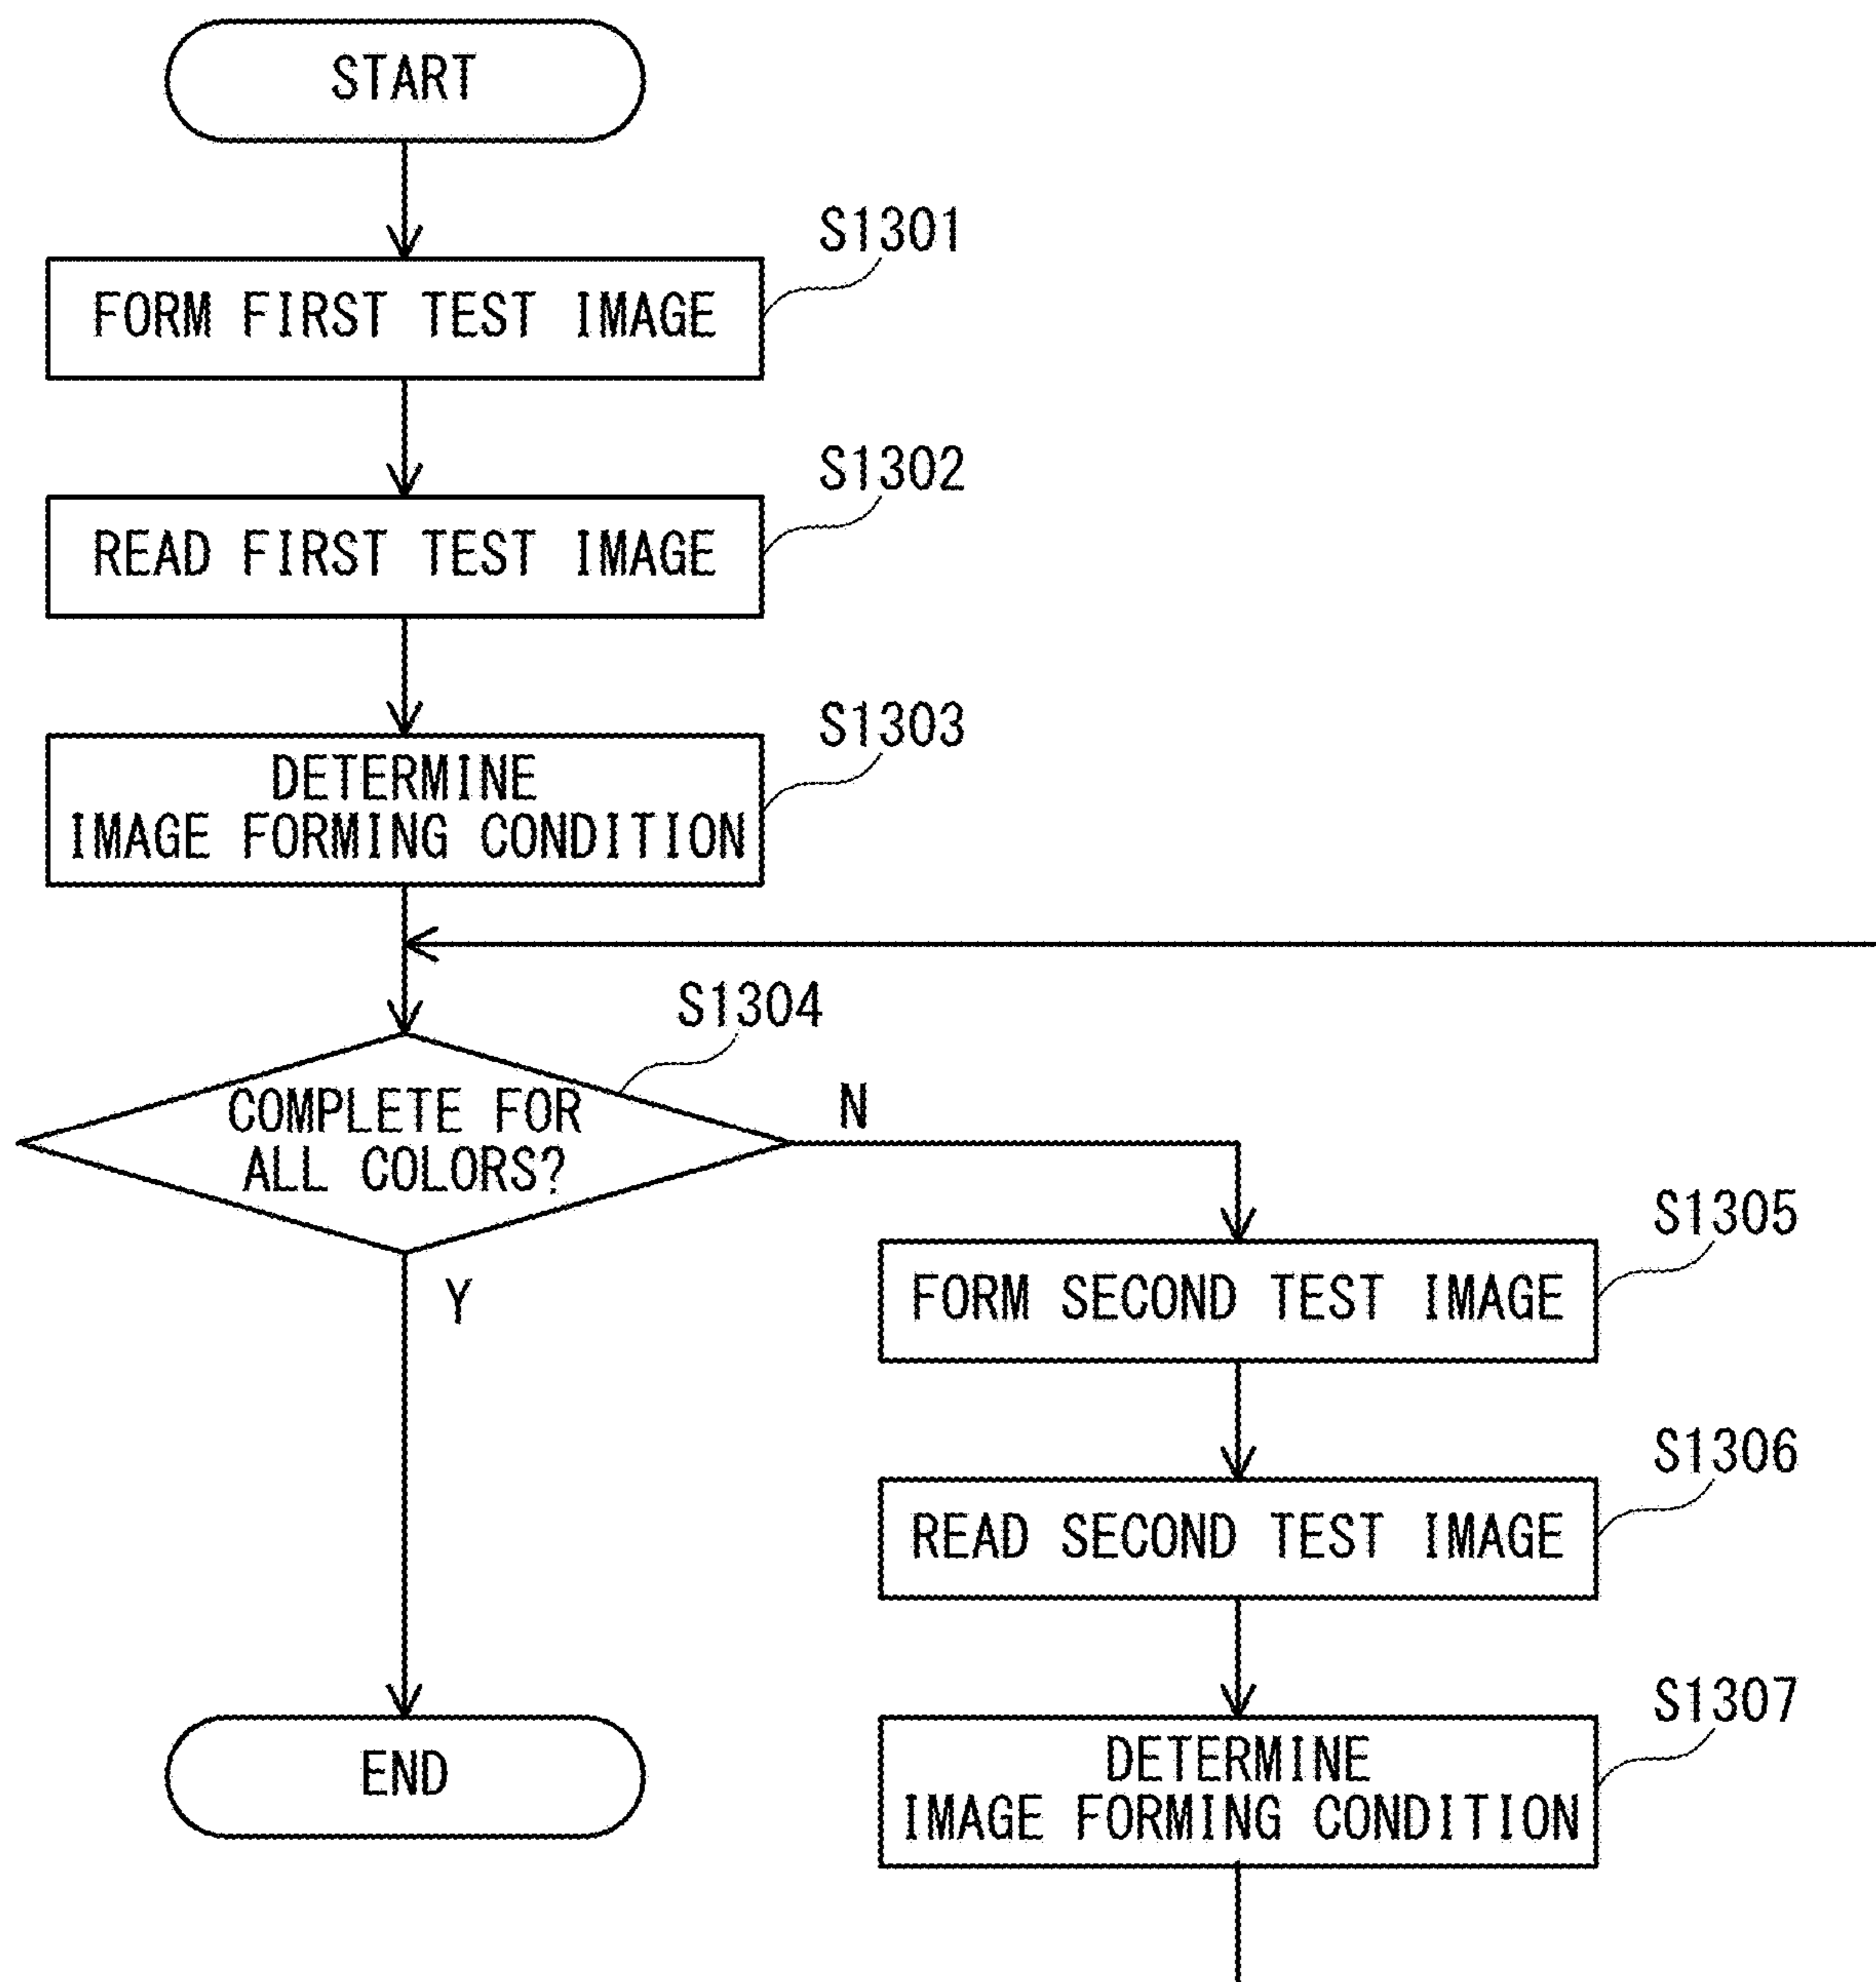 START
S1301
FORM FIRST TEST IMAGE
S1302
READ FIRST TEST IMAGE
S1303
DETERMINE
IMAGE FORMING CONDITION
S1304
COMPLETE FOR
ALL COLORS?
N
Y
S1305
FORM SECOND TEST IMAGE
S1306
READ SECOND TEST IMAGE
S1307
DETERMINE
IMAGE FORMING CONDITION
END